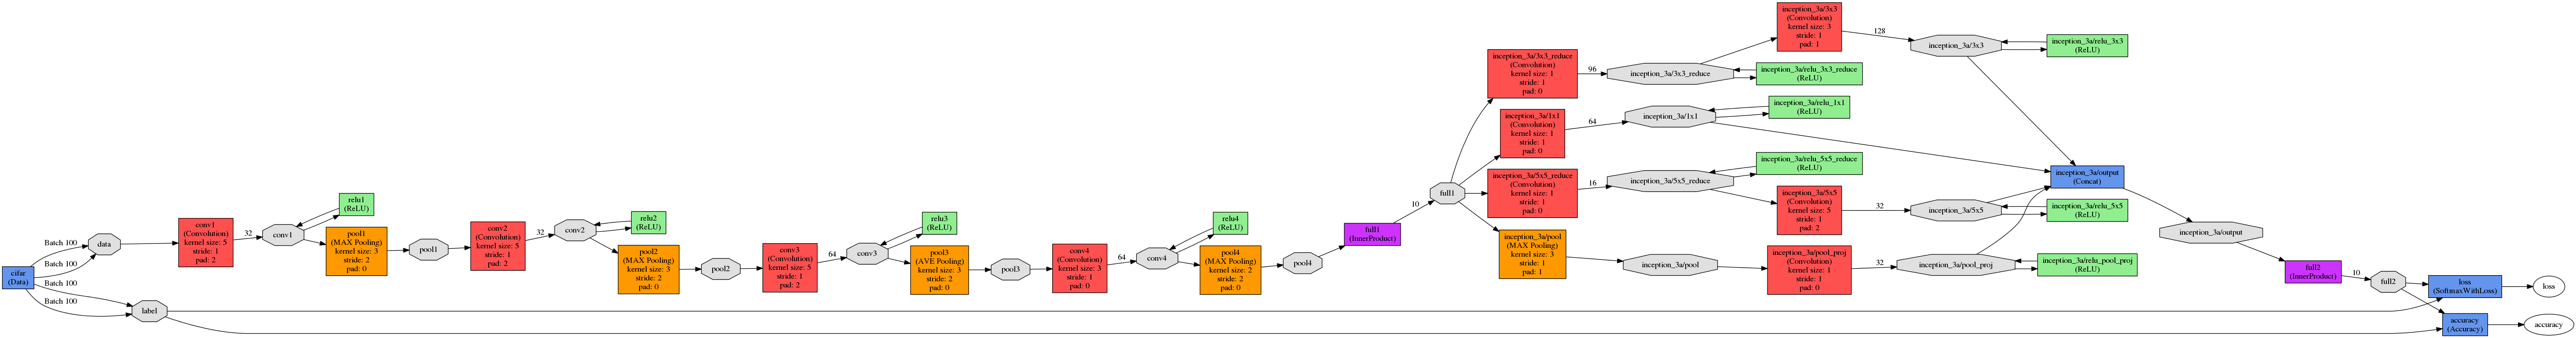 cifar
(Data)
Batch 100
Batch 100
Batch 100
Batch 100
data
label
conv1
(Convolution)
kernel size: 5
stride: 1
pad: 2
32
conv1
relu1
(ReLU)
pool1
(MAX Pooling)
kernel size: 3
stride: 2
pad: 0
pool1
conv2
(Convolution)
kernel size: 5
stride: 1
pad: 2
32
conv2
relu2
(ReLU)
pool2
(MAX Pooling)
kernel size: 3
stride: 2
pad: 0
pool2
conv3
(Convolution)
kernel size: 5
stride: 1
pad: 2
64
conv3
relu3
(ReLU)
pool3
(AVE Pooling)
kernel size: 3
stride: 2
pad: 0
pool3
conv4
(Convolution)
kernel size: 3
stride: 1
pad: 0
64
conv4
relu4
(ReLU)
pool4
(MAX Pooling)
kernel size: 2
stride: 2
pad: 0
pool4
full1
(InnerProduct)
10
full1
inception_3a/3x3_reduce
(Convolution)
kernel size: 1
stride: 1
pad: 0
96
inception_3a/3x3_reduce
inception_3a/relu_3x3_reduce
(ReLU)
inception_3a/3x3
(Convolution)
kernel size: 3
stride: 1
pad: 1
128
inception_3a/3x3
inception_3a/relu_3x3
(ReLU)
inception_3a/1x1
(Convolution)
kernel size: 1
stride: 1
pad: 0
64
inception_3a/1x1
inception_3a/relu_1x1
(ReLU)
inception_3a/5x5_reduce
(Convolution)
kernel size: 1
stride: 1
pad: 0
16
inception_3a/5x5_reduce
inception_3a/relu_5x5_reduce
(ReLU)
inception_3a/5x5
(Convolution)
kernel size: 5
stride: 1
pad: 2
32
inception_3a/5x5
inception_3a/relu_5x5
(ReLU)
inception_3a/pool
(MAX Pooling)
kernel size: 3
stride: 1
pad: 1
inception_3a/pool
inception_3a/pool_proj
(Convolution)
kernel size: 1
stride: 1
pad: 0
32
inception_3a/pool_proj
inception_3a/relu_pool_proj
(ReLU)
inception_3a/output
(Concat)
inception_3a/output
full2
(InnerProduct)
10
full2
loss
(SoftmaxWithLoss)
loss
accuracy
(Accuracy)
accuracy